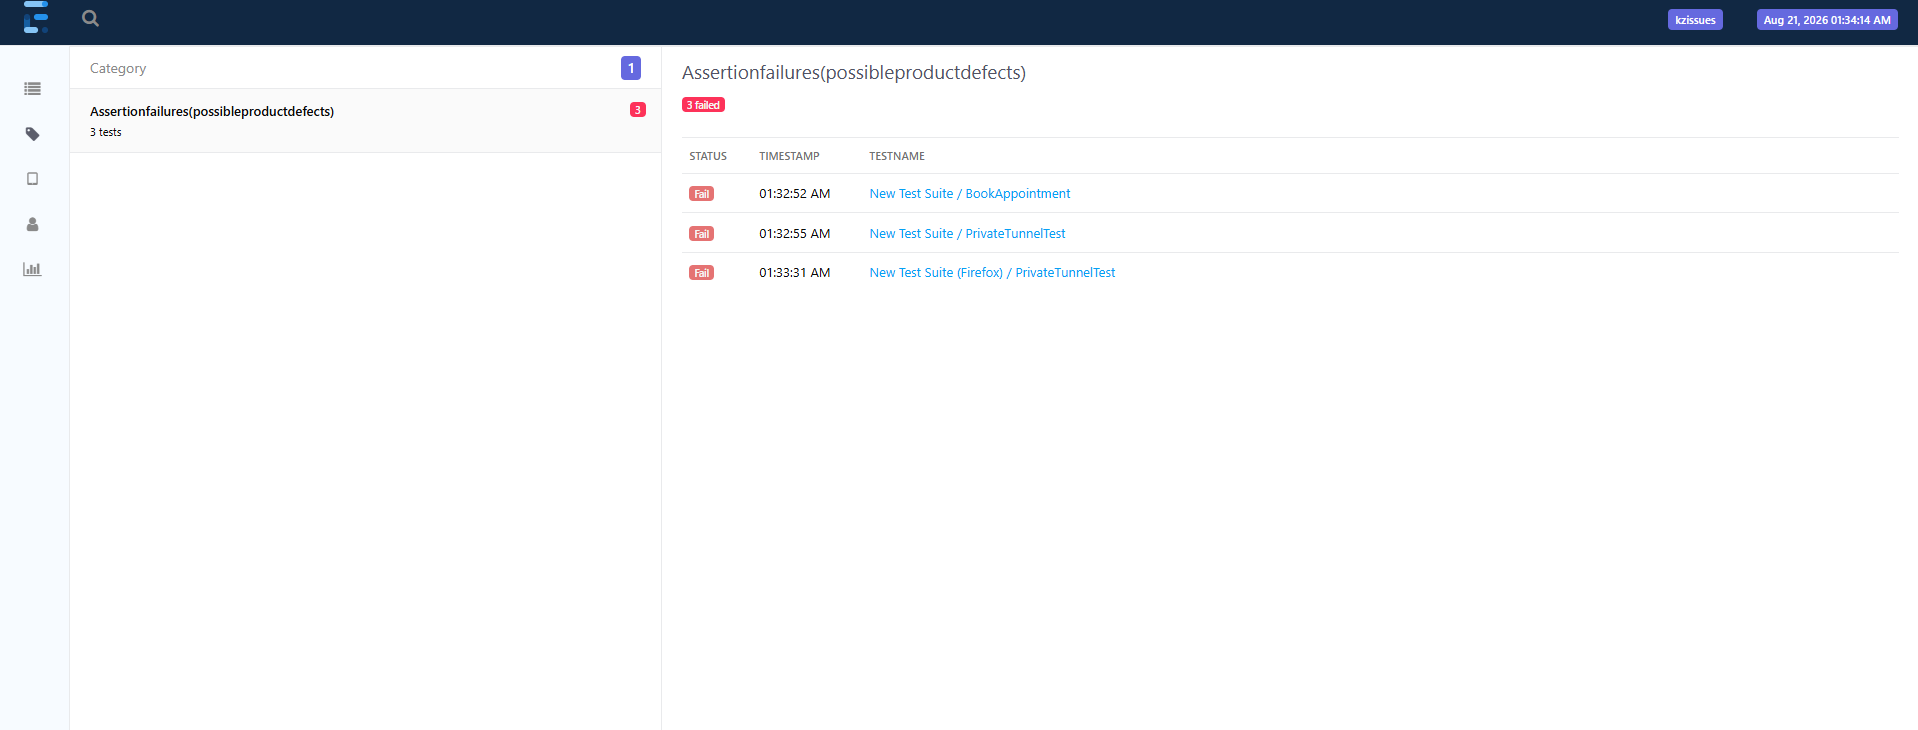 kzissues
Aug 21, 2026 01:34:14 AM
Category
1
Assertionfailures(possibleproductdefects)
3
3 tests
Assertionfailures(possibleproductdefects)
3 failed
STATUS TIMESTAMP TESTNAME
Fail 01:32:52 AM New Test Suite / BookAppointment
Fail 01:32:55 AM New Test Suite / PrivateTunnelTest
Fail 01:33:31 AM New Test Suite (Firefox) / PrivateTunnelTest